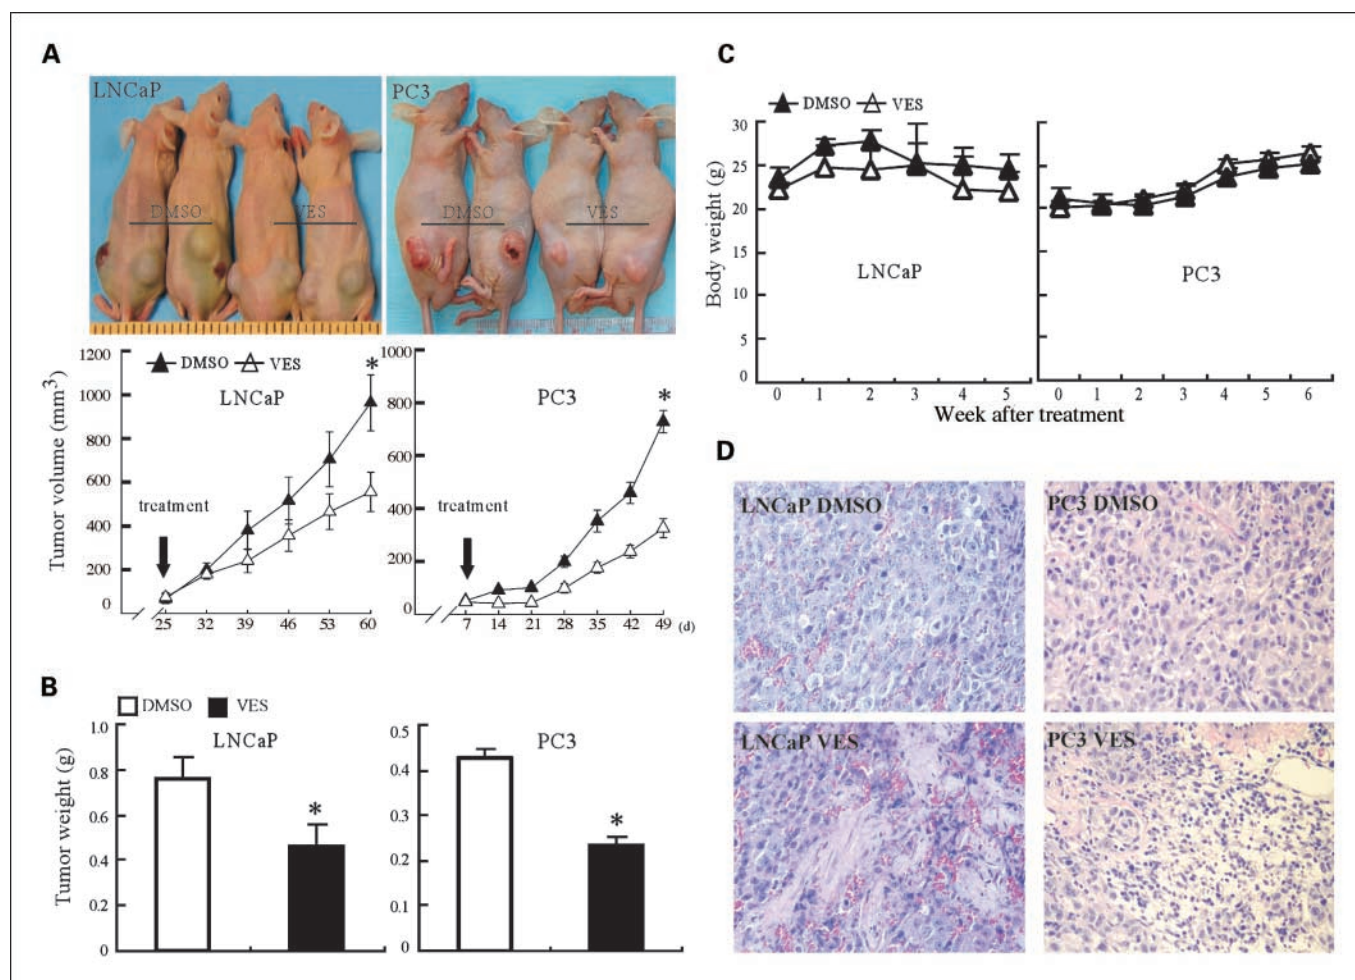 A
LNCaP
DMSO
VES
PC3
DMSO
VES
DMSO VES
LNCaP
Tumor volume (mm³)
1200
1000
800
600
400
200
0
treatment
*
25 32 39 46 53 60
PC3
1000
800
600
400
200
0
treatment
*
7 14 21 28 35 42 49 (d)
B
DMSO VES
LNCaP
Tumor weight (g)
1.0
0.8
0.6
0.4
0.2
0
*
PC3
0.5
0.4
0.3
0.2
0.1
0
*
C
DMSO VES
Body weight (g)
30
25
20
15
10
5
0
LNCaP
PC3
0 1 2 3 4 5
0 1 2 3 4 5 6
Week after treatment
D
LNCaP DMSO
PC3 DMSO
LNCaP VES
PC3 VES